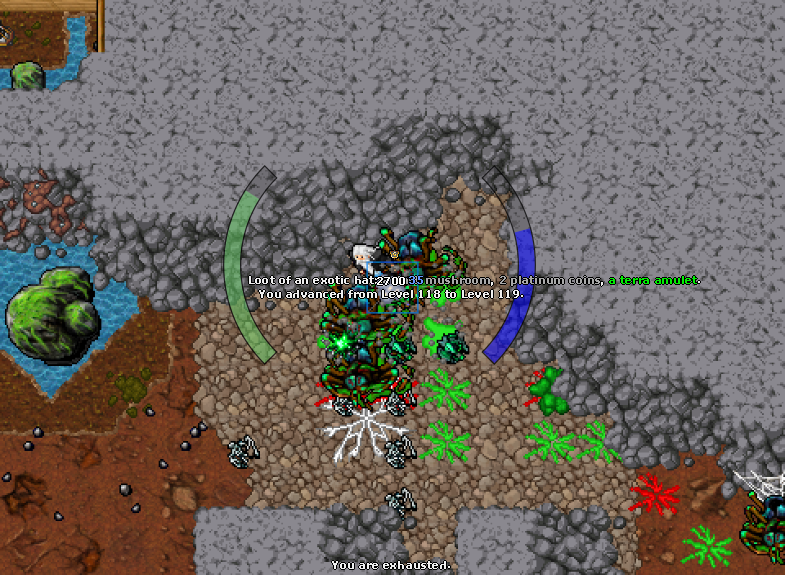 Loot of an exotic hat:2700 35 mushroom, 2 platinum coins, a terra amulet.
You advanced from Level 118 to Level 119.
You are exhausted.